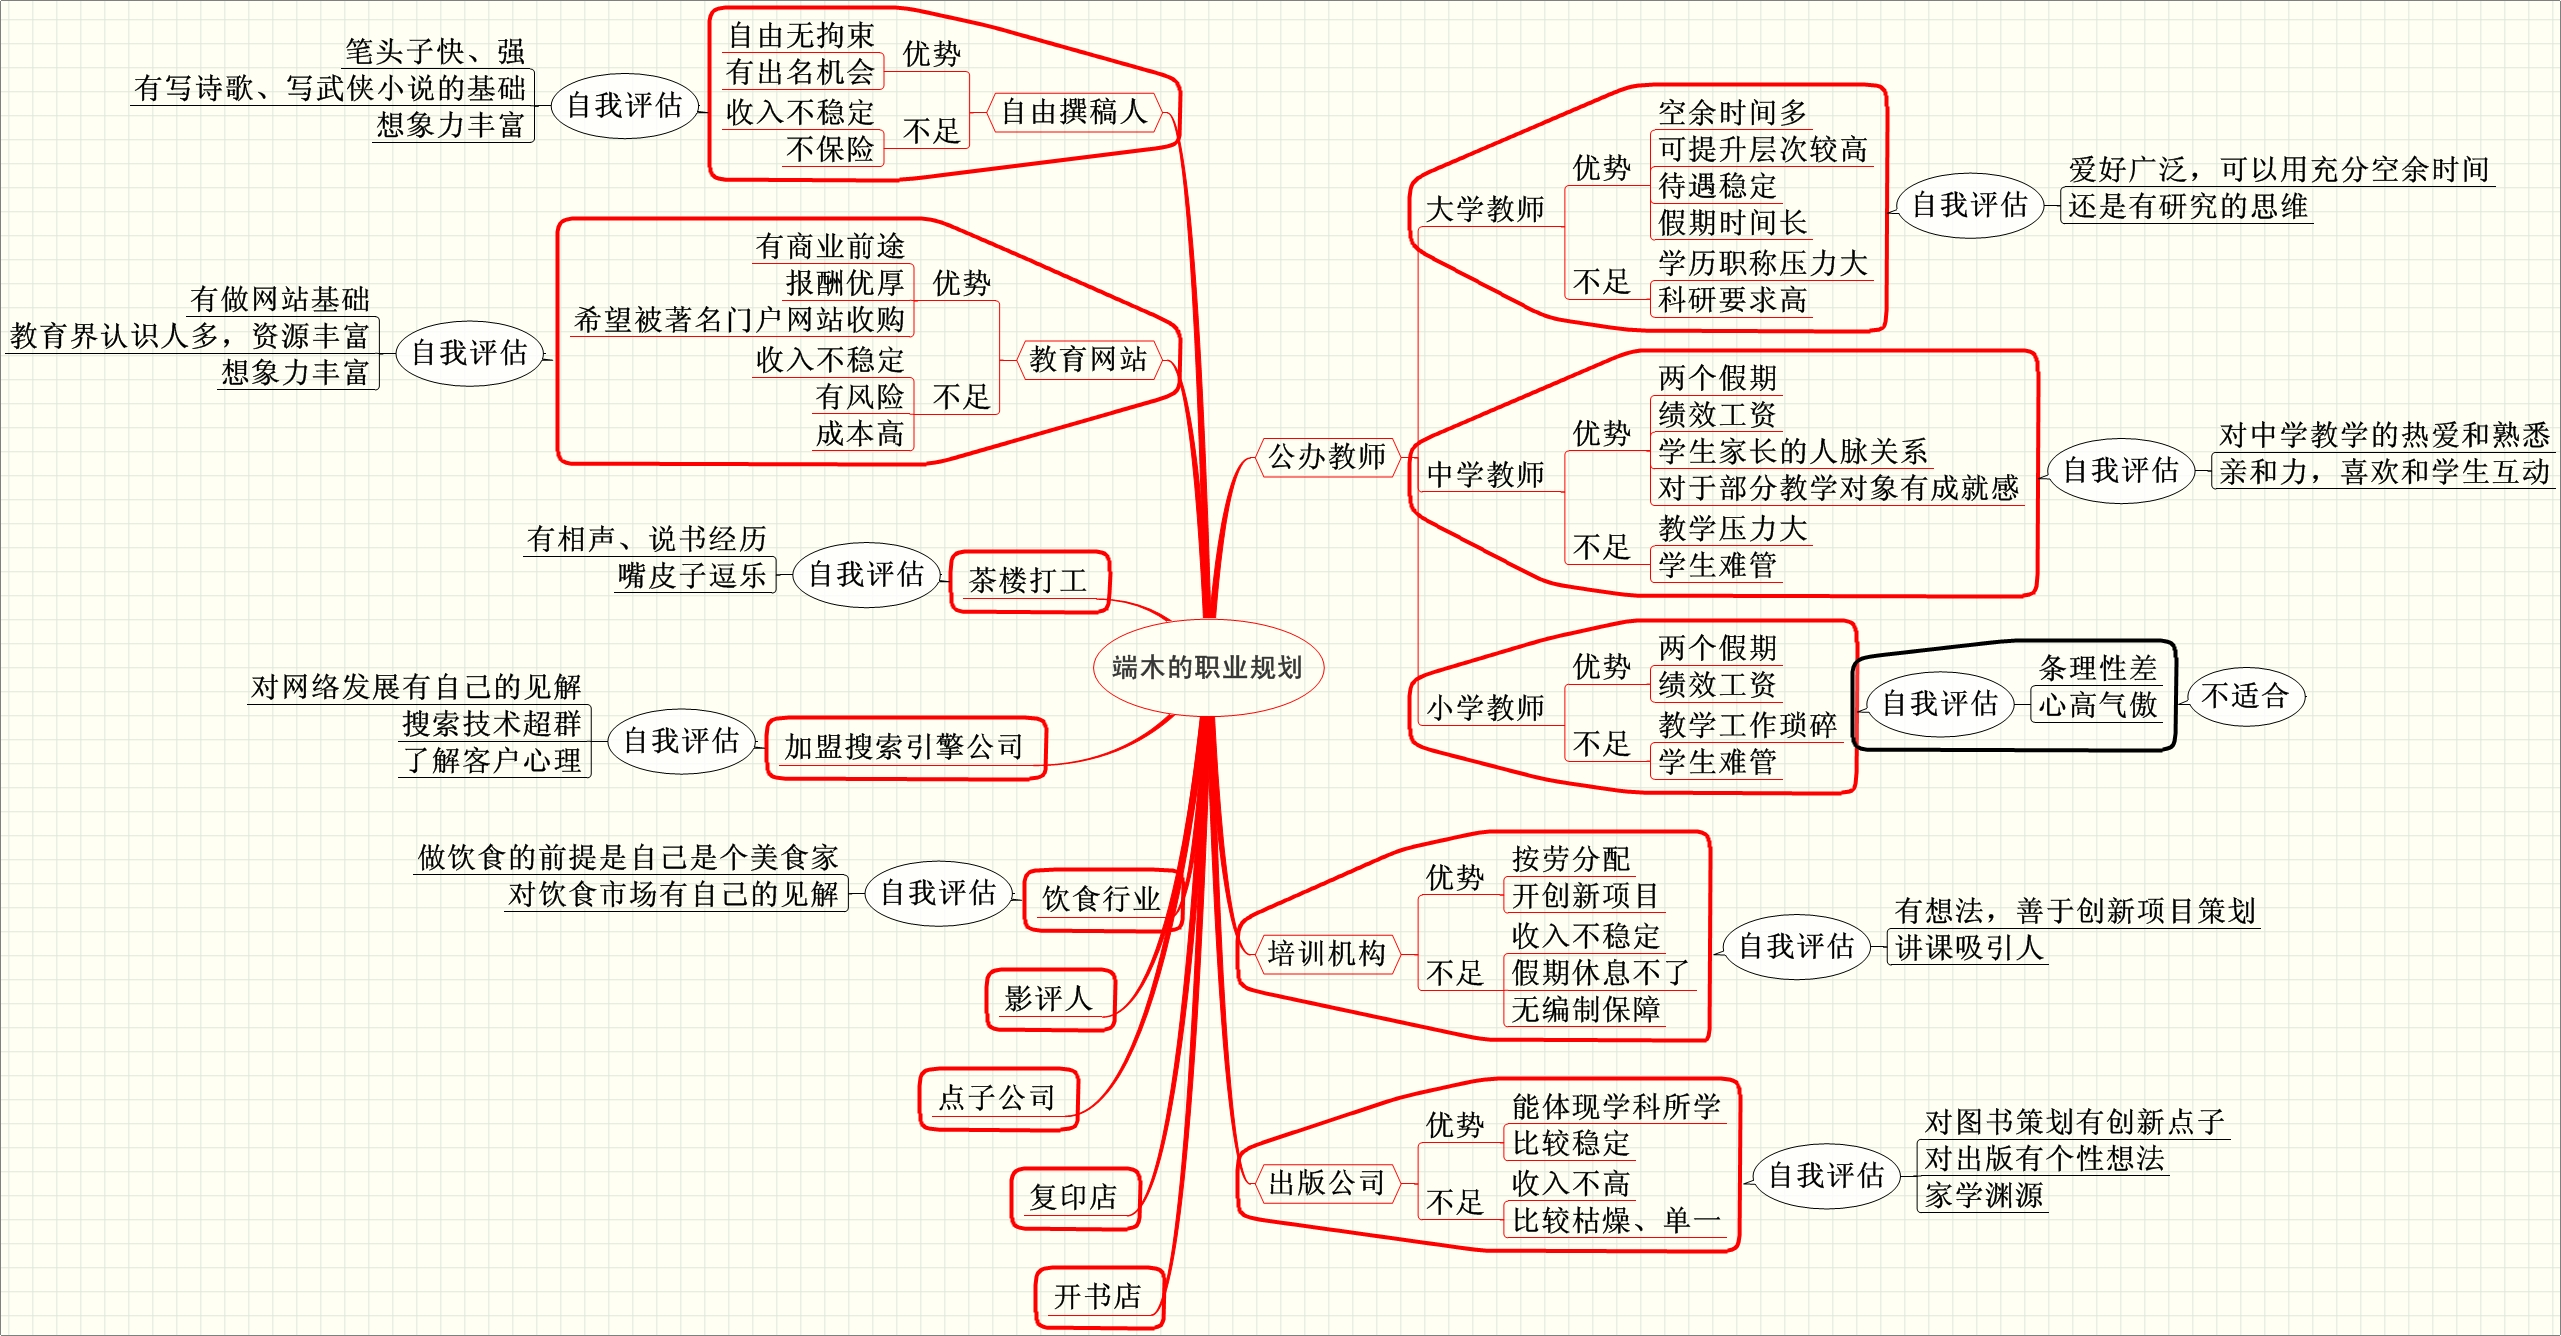 端木的职业规划
公办教师
大学教师
优势
空余时间多
可提升层次较高
待遇稳定
假期时间长
不足
学历职称压力大
科研要求高
自我评估
爱好广泛，可以用充分空余时间
还是有研究的思维
中学教师
优势
两个假期
绩效工资
学生家长的人脉关系
对于部分教学对象有成就感
不足
教学压力大
学生难管
自我评估
对中学教学的热爱和熟悉
亲和力，喜欢和学生互动
小学教师
优势
两个假期
绩效工资
不足
教学工作琐碎
学生难管
自我评估
条理性差
心高气傲
不适合
培训机构
优势
按劳分配
开创新项目
不足
收入不稳定
假期休息不了
无编制保障
自我评估
有想法，善于创新项目策划
讲课吸引人
出版公司
优势
能体现学科所学
比较稳定
不足
收入不高
比较枯燥、单一
自我评估
对图书策划有创新点子
对出版有个性想法
家学渊源
自由撰稿人
优势
自由无拘束
有出名机会
不足
收入不稳定
不保险
自我评估
笔头子快、强
有写诗歌、写武侠小说的基础
想象力丰富
教育网站
优势
有商业前途
报酬优厚
希望被著名门户网站收购
不足
收入不稳定
有风险
成本高
自我评估
有做网站基础
教育界认识人多，资源丰富
想象力丰富
茶楼打工
自我评估
有相声、说书经历
嘴皮子逗乐
加盟搜索引擎公司
自我评估
对网络发展有自己的见解
搜索技术超群
了解客户心理
饮食行业
自我评估
做饮食的前提是自己是个美食家
对饮食市场有自己的见解
影评人
点子公司
复印店
开书店